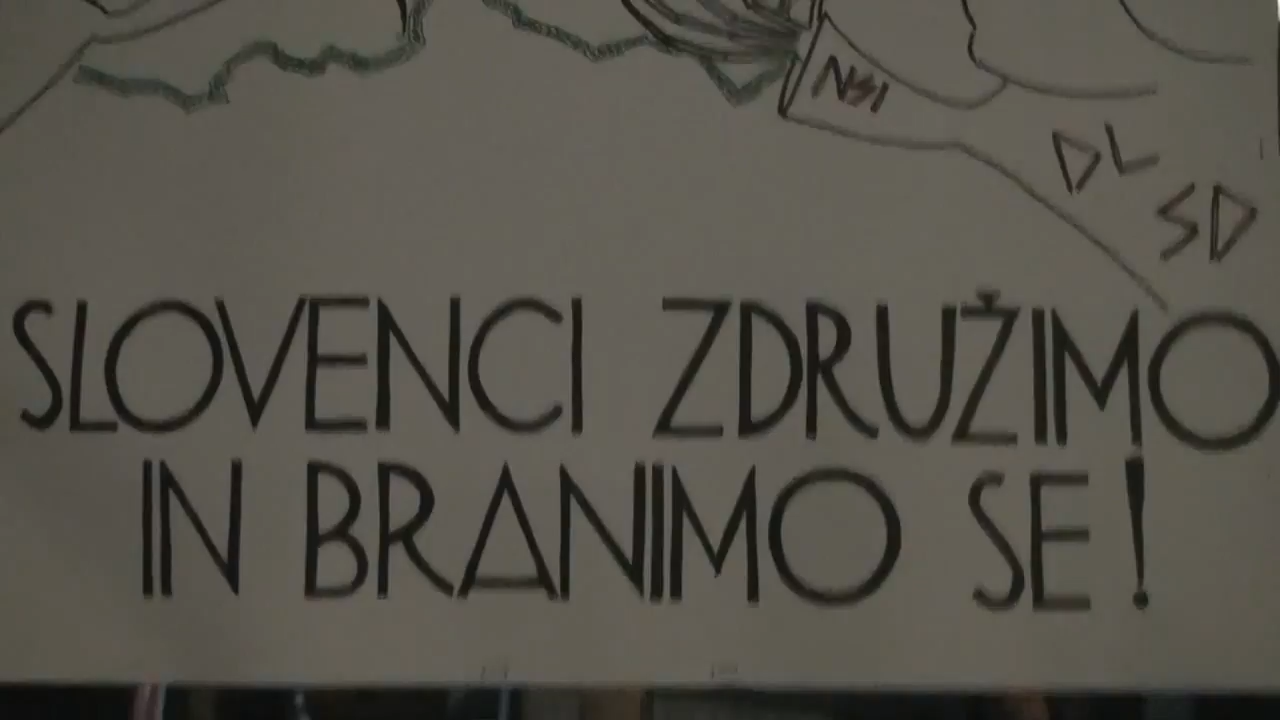 NSi
DL
SD
SLOVENCI ZDRUŽIMO
IN BRANIMO SE!